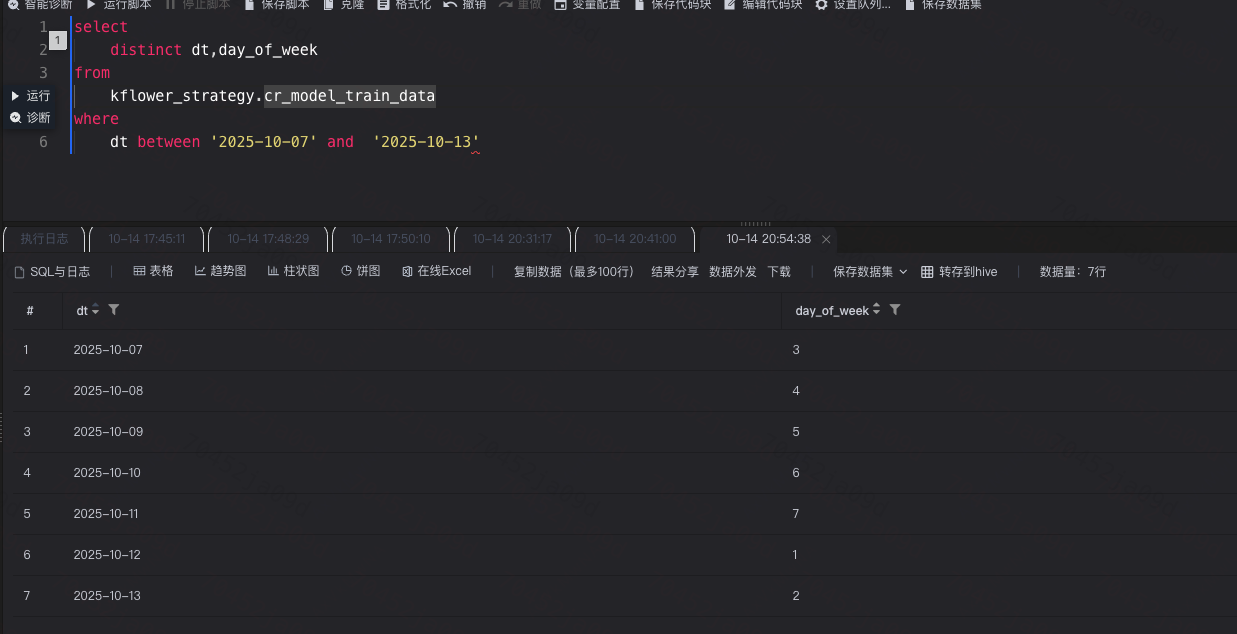 智能诊断 运行脚本 停止脚本 保存脚本 克隆 格式化 撤销 重做 变量配置 保存代码块 编辑代码块 设置队列... 保存数据集
1 select
1
2 distinct dt,day_of_week
3 from
运行 kflower_strategy.cr_model_train_data
诊断 where
6 dt between '2025-10-07' and '2025-10-13'
执行日志 10-14 17:45:11 10-14 17:48:29 10-14 17:50:10 10-14 20:31:17 10-14 20:41:00 10-14 20:54:38
SQL与日志 表格 趋势图 柱状图 饼图 在线Excel 复制数据（最多100行） 结果分享 数据外发 下载 保存数据集 转存到hive 数据量：7行
# dt day_of_week
1 2025-10-07 3
2 2025-10-08 4
3 2025-10-09 5
4 2025-10-10 6
5 2025-10-11 7
6 2025-10-12 1
7 2025-10-13 2